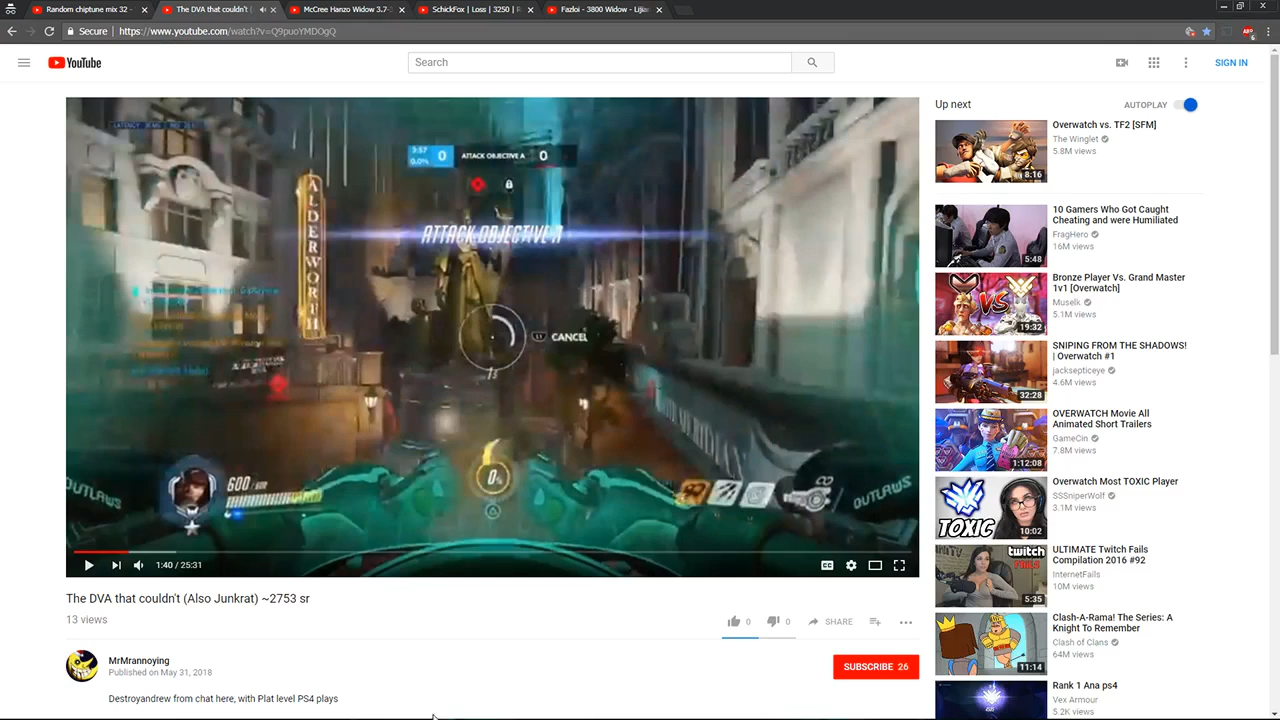 Random chiptune mix 32 -
The DVA that couldn't (
McCree Hanzo Widow 3.7-
SchickFox | Loss | 3250 |
Fazloi - 3800 Widow - Lijia
Secure | https://www.youtube.com/watch?v=Q9puoYMDOgQ
YouTube
Search
SIGN IN
3:57
0.0%
0
ATTACK OBJECTIVE A
0
ATTACK OBJECTIVE A
LDERWORTH
CANCEL
600
0%
OUTLAWS
OUTLAWS
1:40 / 25:31
CC
The DVA that couldn't (Also Junkrat) ~2753 sr
13 views
0
0
SHARE
MrMrannoying
Published on May 31, 2018
SUBSCRIBE 26
Destroyandrew from chat here, with Plat level PS4 plays.
Up next
AUTOPLAY
Overwatch vs. TF2 [SFM]
The Winglet
5.8M views
8:16
10 Gamers Who Got Caught
Cheating and were Humiliated
FragHero
16M views
5:48
Bronze Player Vs. Grand Master
1v1 [Overwatch]
Muselk
5.1M views
VS
19:32
SNIPING FROM THE SHADOWS!
| Overwatch #1
jacksepticeye
4.6M views
32:28
OVERWATCH Movie All
Animated Short Trailers
GameCin
7.8M views
1:12:08
Overwatch Most TOXIC Player
SSSniperWolf
3.1M views
TOXIC
10:02
ULTIMATE Twitch Fails
Compilation 2016 #92
InternetFails
10M views
twitch
FAILS
5:35
Clash-A-Rama! The Series: A
Knight To Remember
Clash of Clans
64M views
11:14
Rank 1 Ana ps4
Vex Armour
5.2K views